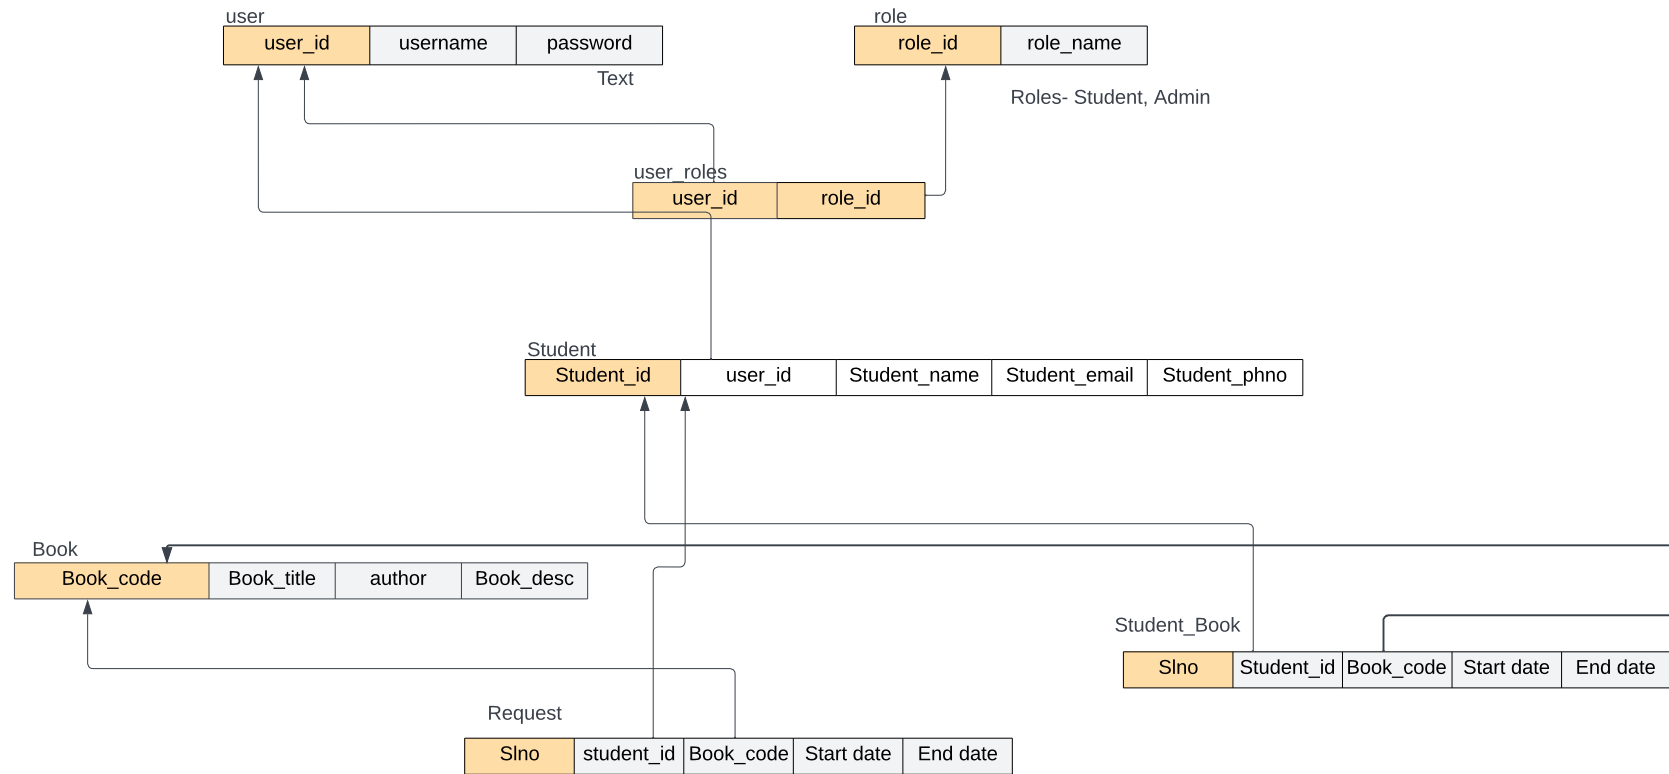 user
user_id username password
Text
role
role_id role_name
Roles- Student, Admin
user_roles
user_id role_id
Student
Student_id user_id Student_name Student_email Student_phno
Book
Book_code Book_title author Book_desc
Student_Book
Slno Student_id Book_code Start date End date
Request
Slno student_id Book_code Start date End date